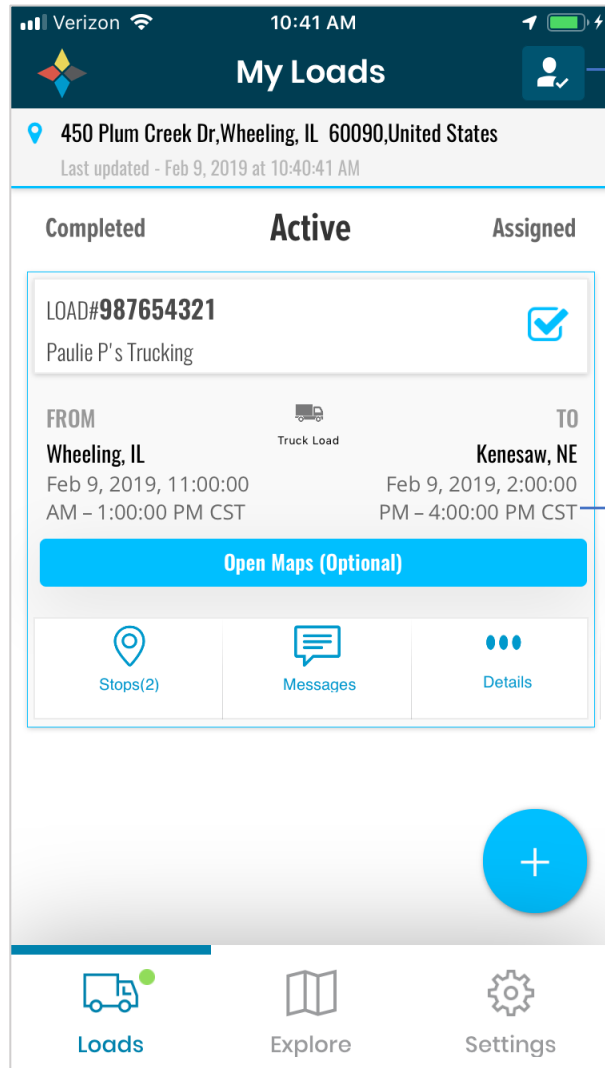 Verizon 10:41 AM
My Loads
450 Plum Creek Dr,Wheeling, IL 60090,United States
Last updated - Feb 9, 2019 at 10:40:41 AM
Completed Active Assigned
LOAD#987654321
Paulie P's Trucking
FROM TO
Truck Load
Wheeling, IL Kenesaw, NE
Feb 9, 2019, 11:00:00 Feb 9, 2019, 2:00:00
AM – 1:00:00 PM CST PM – 4:00:00 PM CST
Open Maps (Optional)
Stops(2) Messages Details
+
Loads Explore Settings